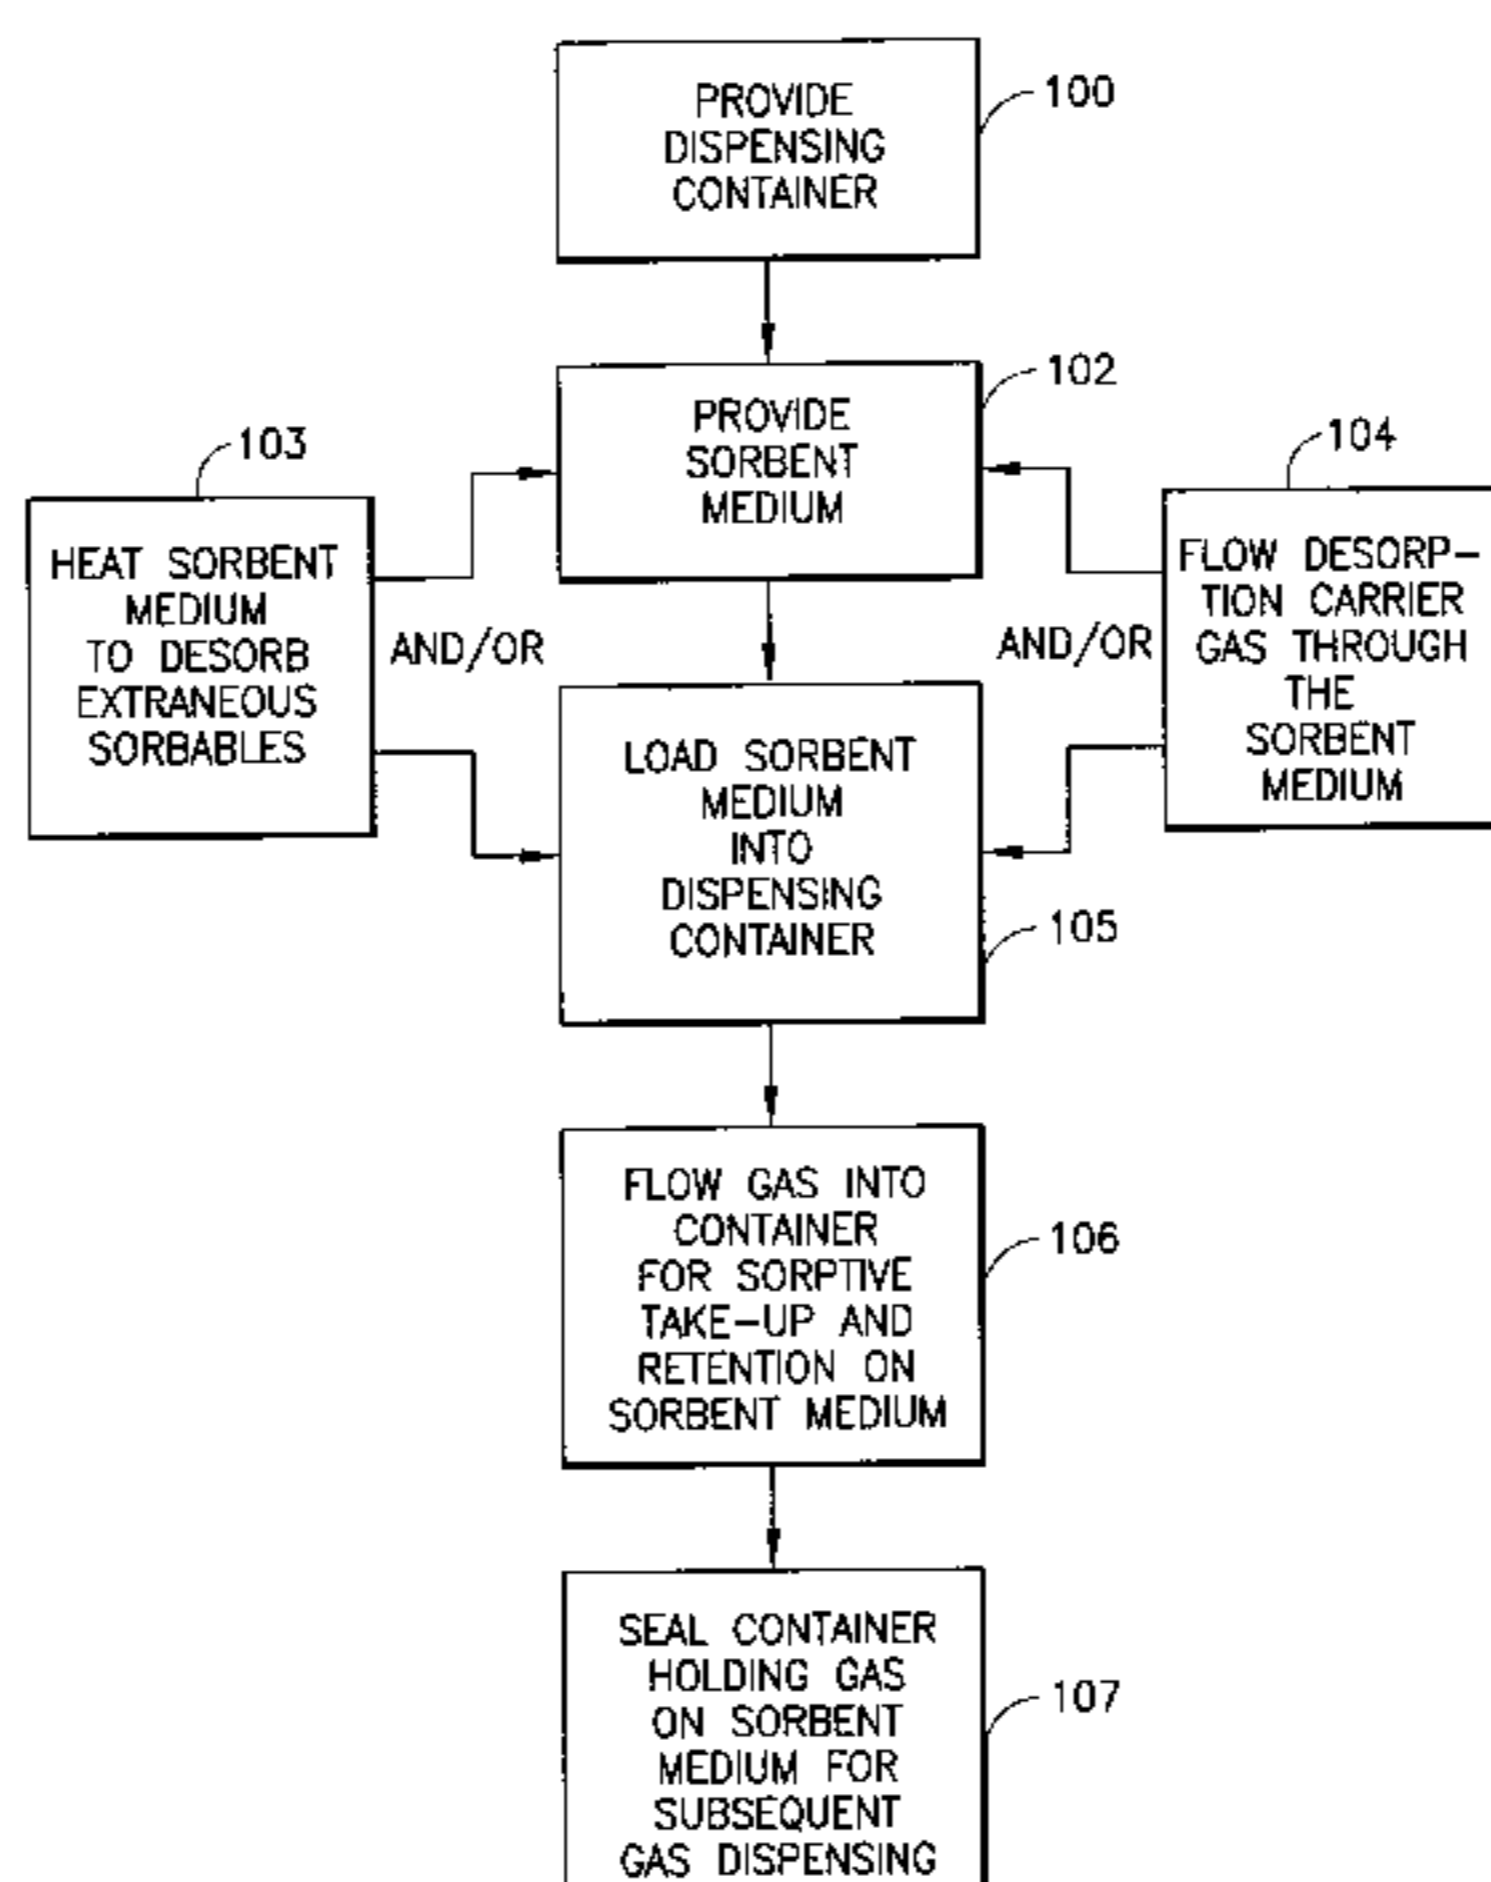 PROVIDE
DISPENSING
CONTAINER
100
PROVIDE
SORBENT
MEDIUM
102
103
HEAT SORBENT
MEDIUM
TO DESORB
EXTRANEOUS
SORBABLES
AND/OR
104
FLOW DESORP-
TION CARRIER
GAS THROUGH
THE
SORBENT
MEDIUM
AND/OR
LOAD SORBENT
MEDIUM
INTO
DISPENSING
CONTAINER
105
FLOW GAS INTO
CONTAINER
FOR SORPTIVE
TAKE-UP AND
RETENTION ON
SORBENT MEDIUM
106
SEAL CONTAINER
HOLDING GAS
ON SORBENT
MEDIUM FOR
SUBSEQUENT
GAS DISPENSING
107